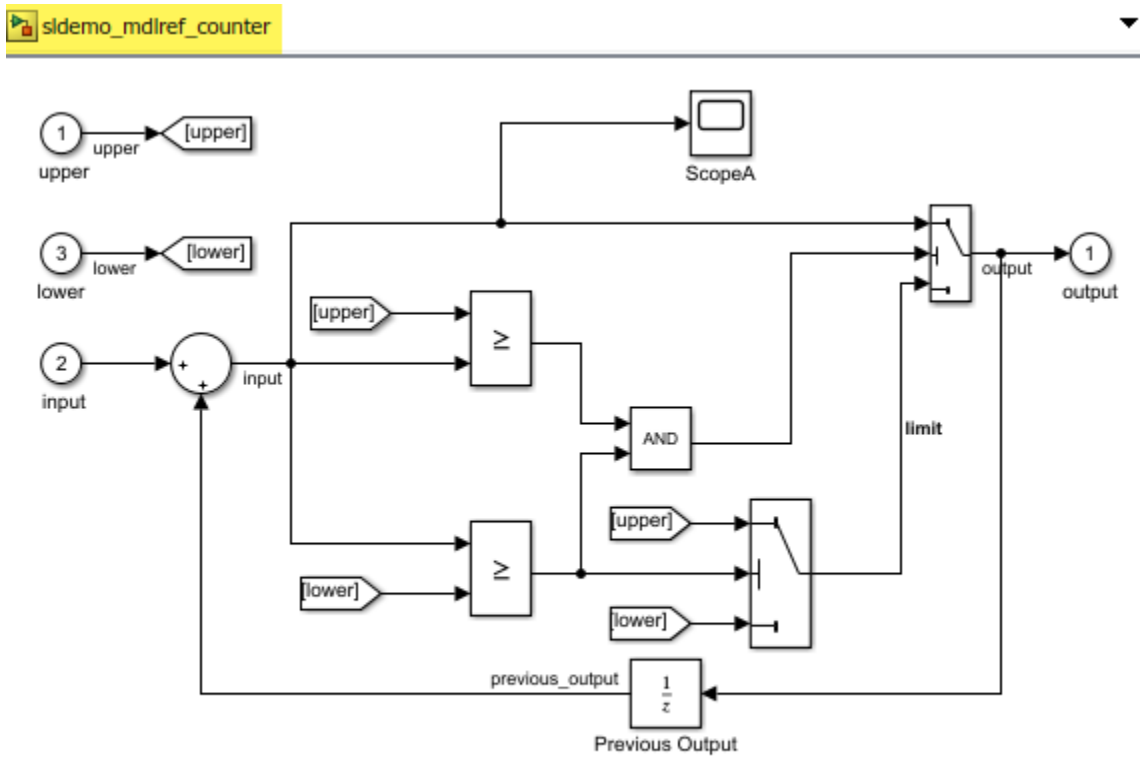 sldemo_mdlref_counter
1
[upper]
upper
upper
ScopeA
3
[lower]
lower
lower
1
output
output
[upper]
≥
2
+
+
input
input
AND
limit
[upper]
≥
[lower]
[lower]
previous_output
1
z
Previous Output